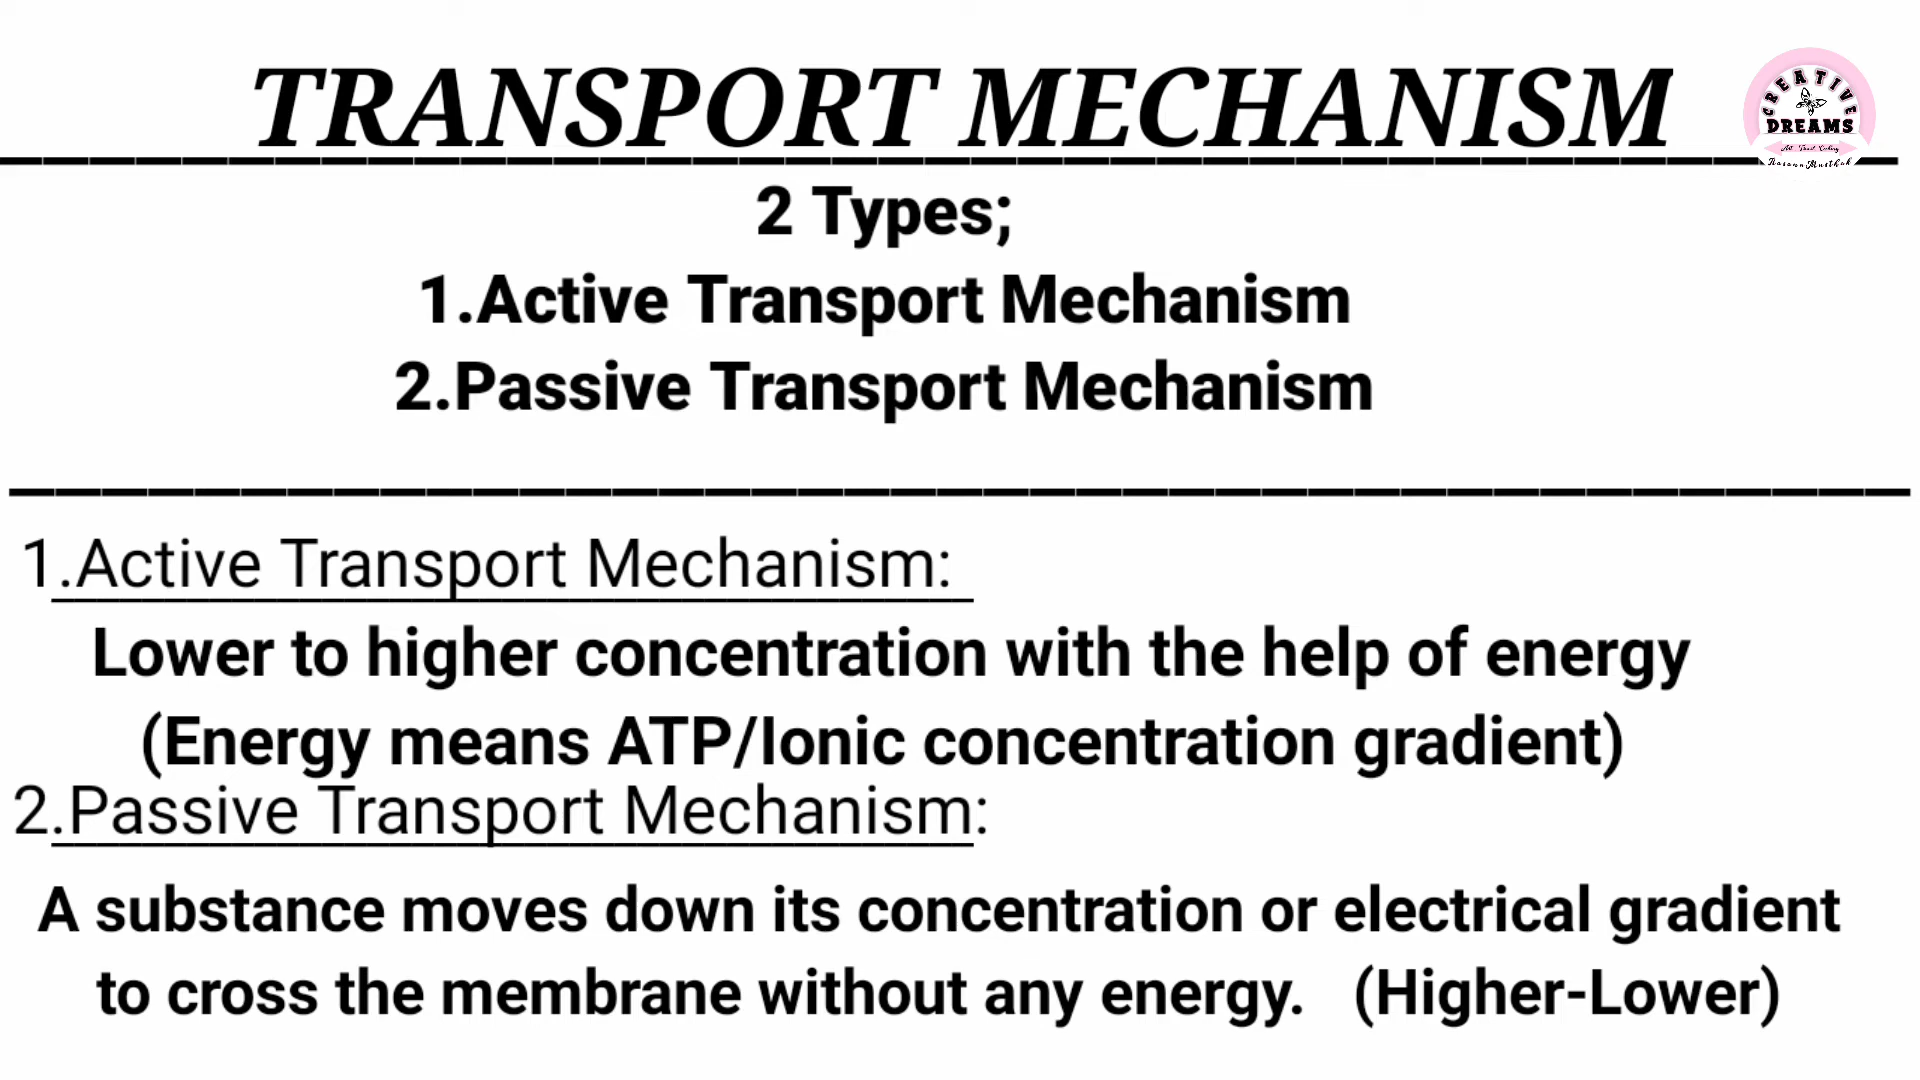 TRANSPORT MECHANISM
CREATIVE
DREAMS
2 Types;
1.Active Transport Mechanism
2.Passive Transport Mechanism
1.Active Transport Mechanism:
Lower to higher concentration with the help of energy
(Energy means ATP/Ionic concentration gradient)
2.Passive Transport Mechanism:
A substance moves down its concentration or electrical gradient
to cross the membrane without any energy. (Higher-Lower)